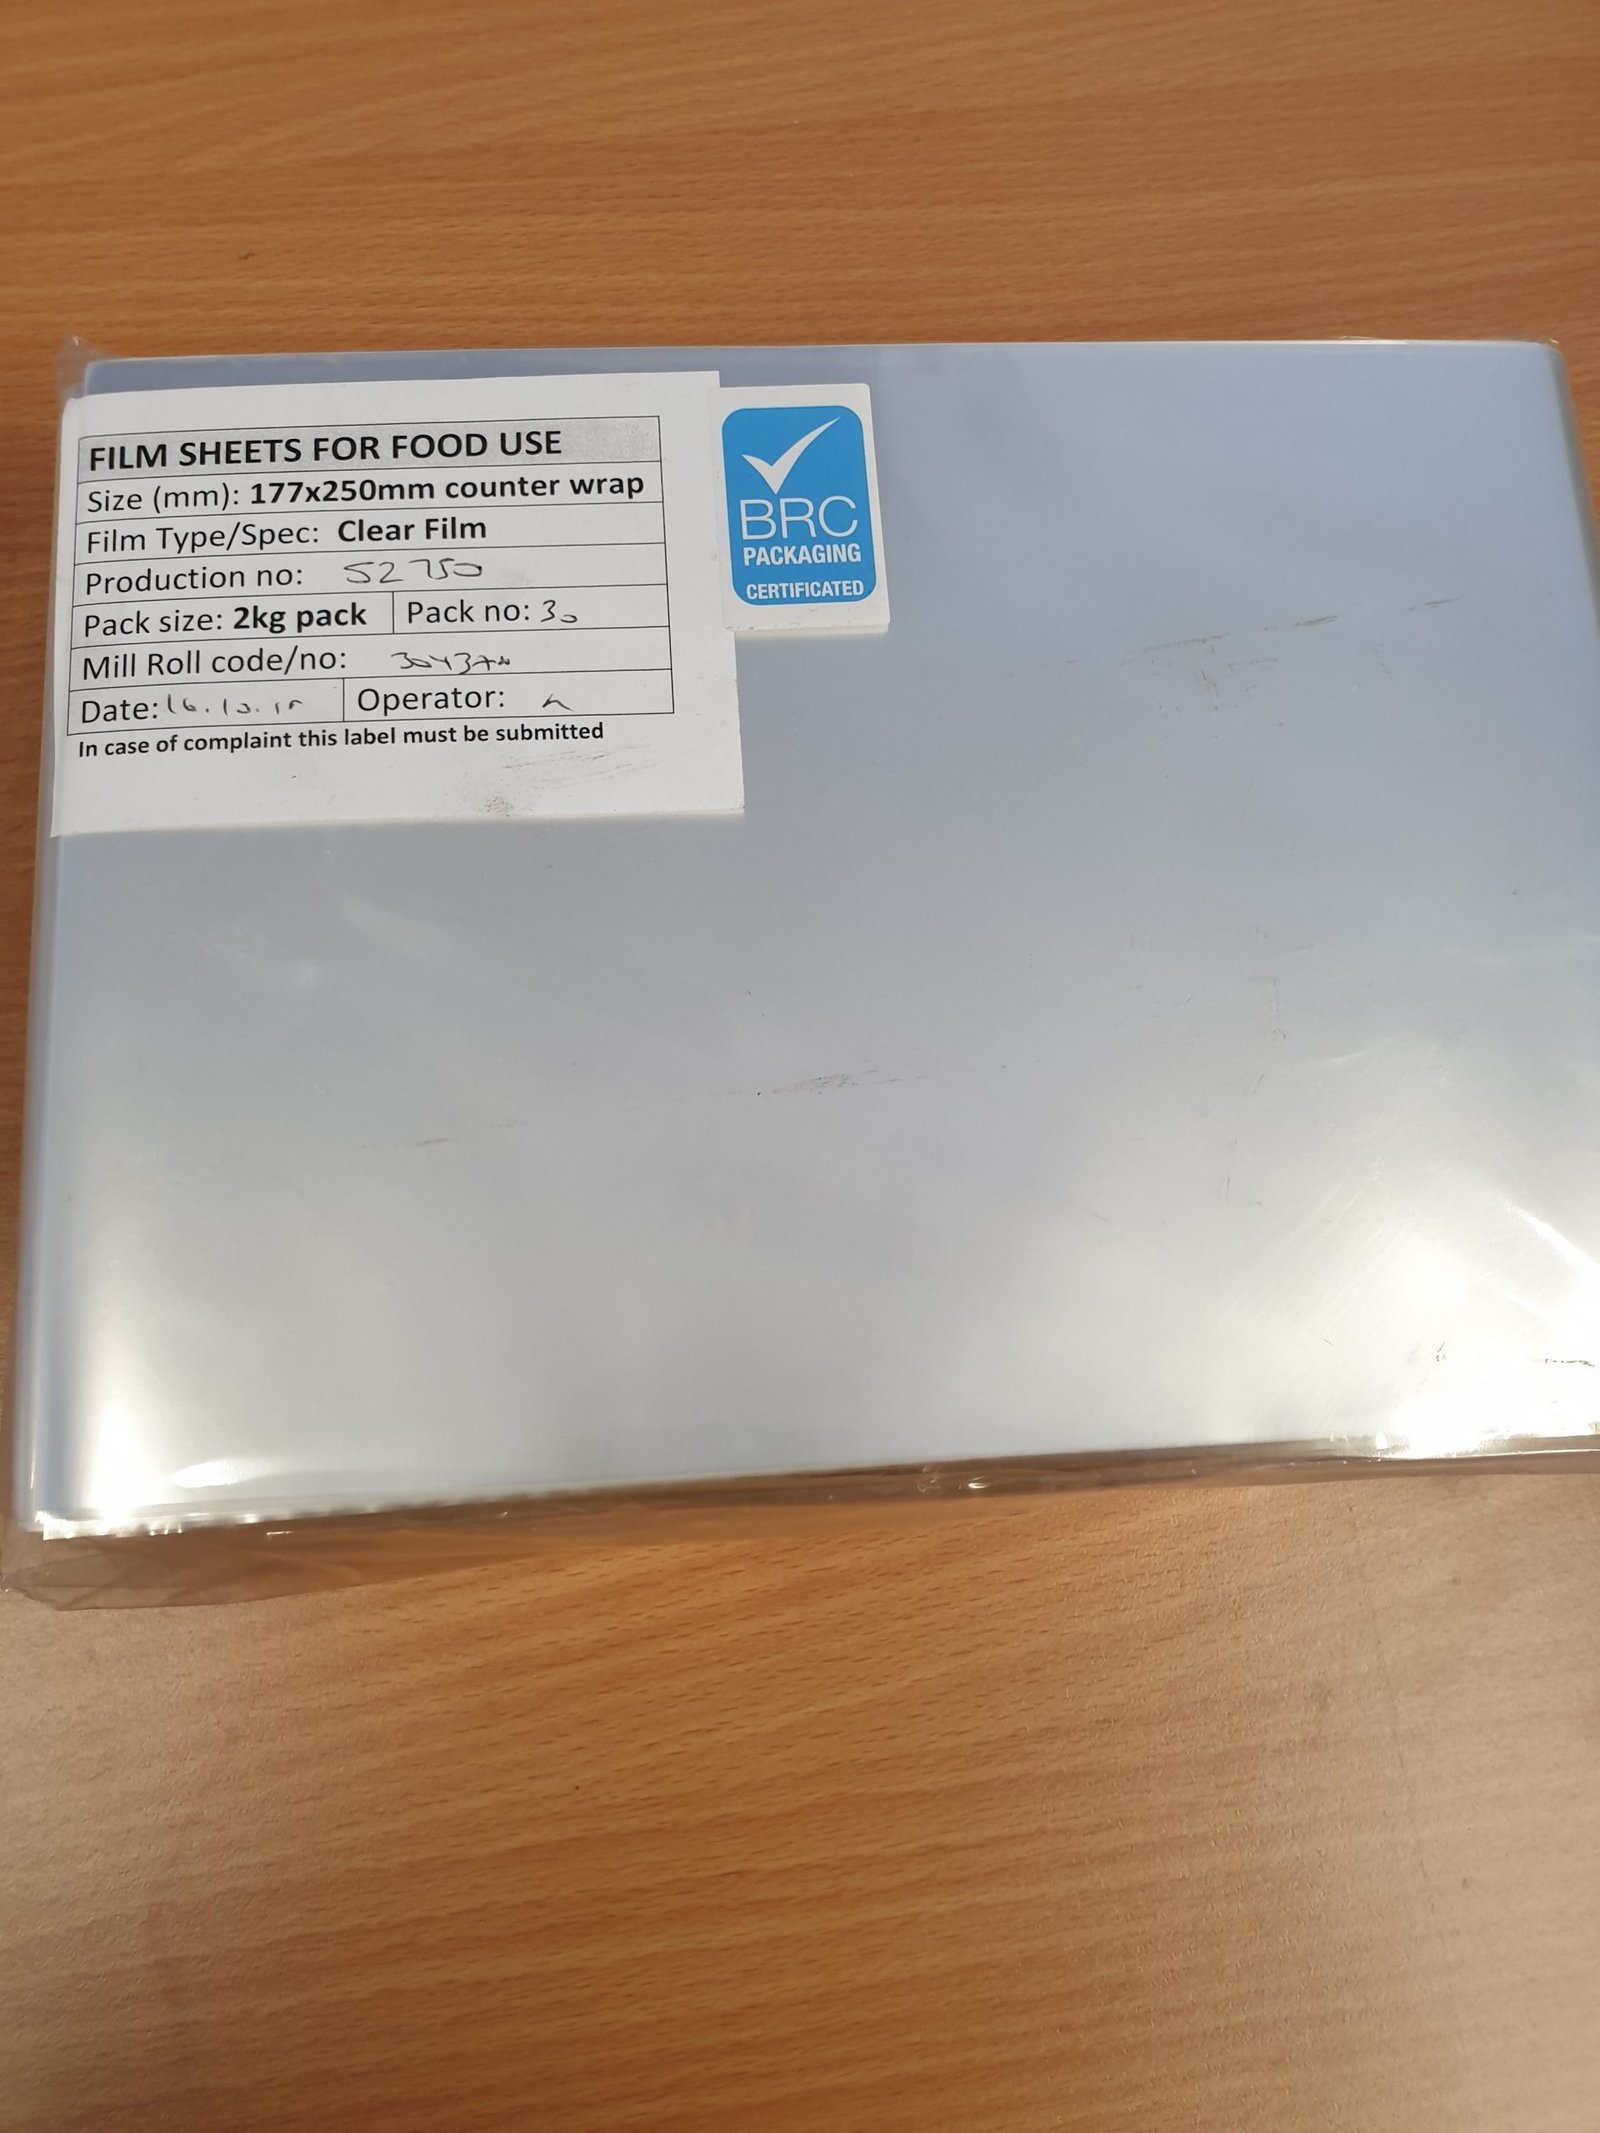 FILM SHEETS FOR FOOD USE
Size (mm): 177x250mm counter wrap
Film Type/Spec: Clear Film
Production no: 52750
Pack size: 2kg pack Pack no: 30
Mill Roll code/no:
Date: Operator:
In case of complaint this label must be submitted
BRC
PACKAGING
CERTIFICATED